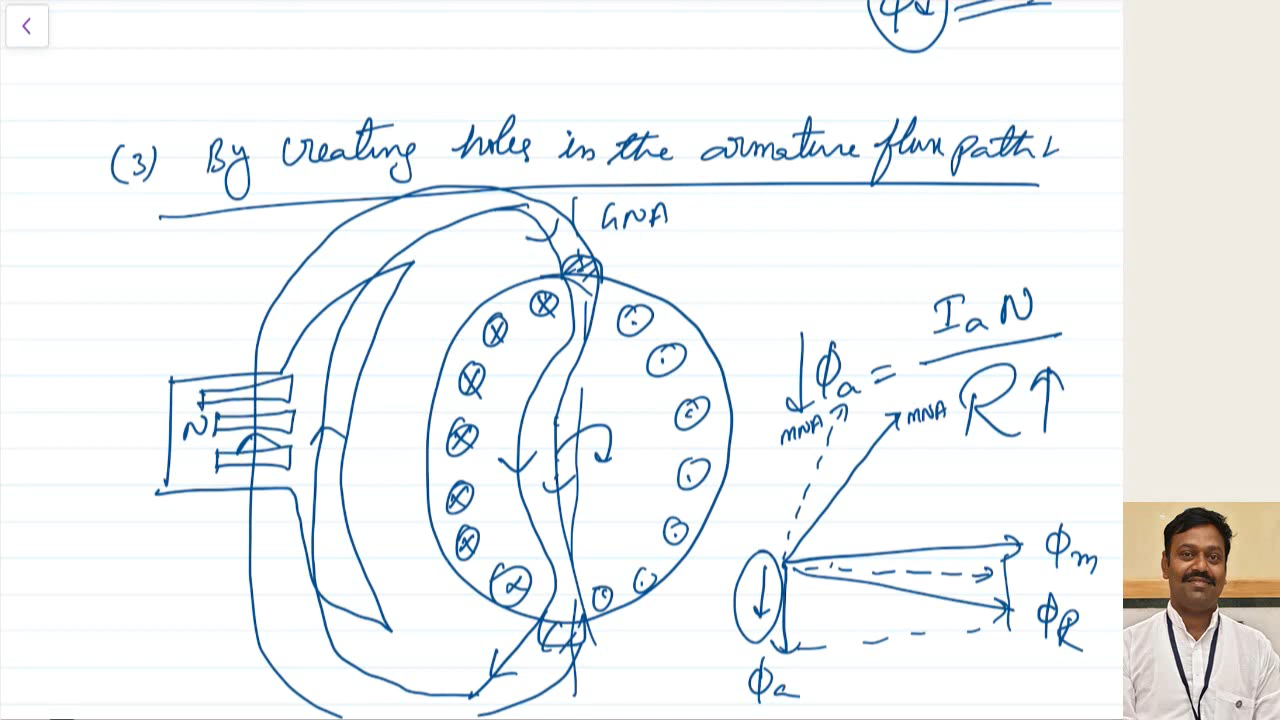 ϕ↓
(3) By creating holes in the armature flux path :-
GNA
N
↓ϕa = IaN / R↑
MNA
MNA
ϕm
ϕR
ϕa